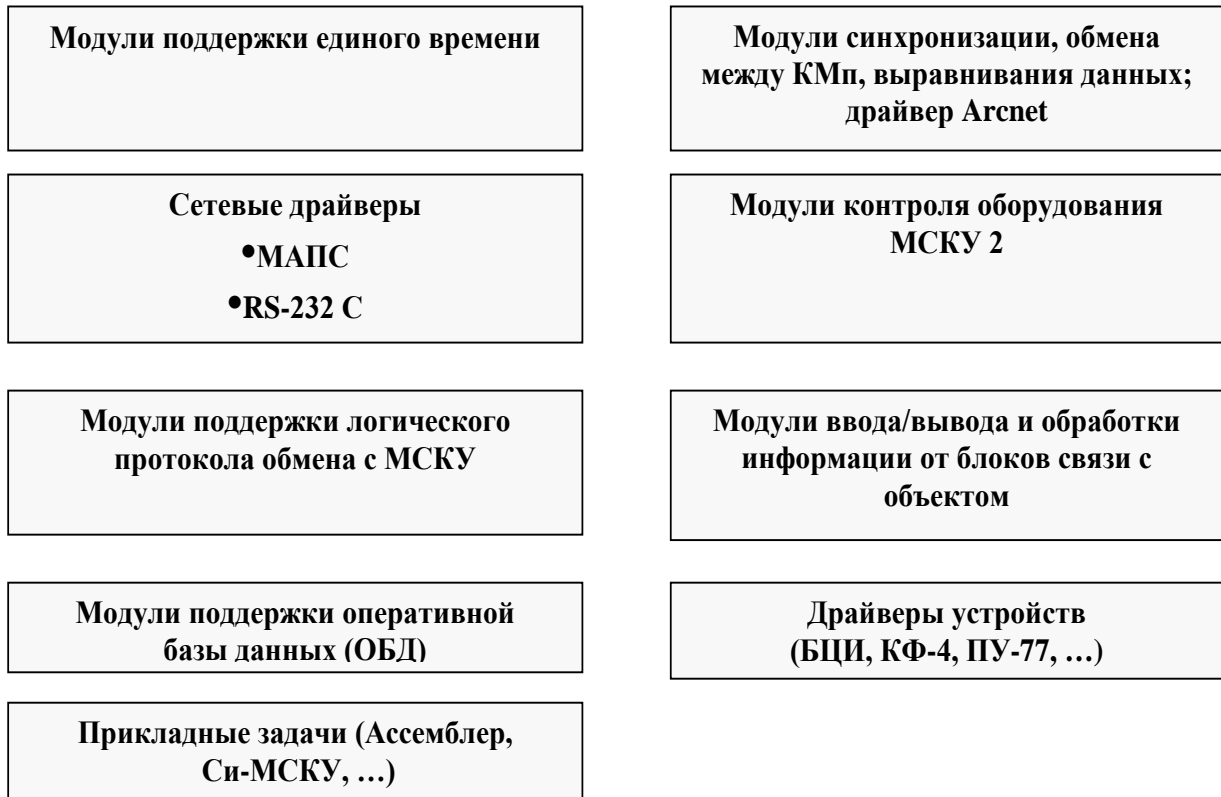 Модули поддержки единого времени
Модули синхронизации, обмена
между КМп, выравнивания данных;
драйвер Arcnet
Сетевые драйверы
•МАПС
•RS-232 C
Модули контроля оборудования
МСКУ 2
Модули поддержки логического
протокола обмена с МСКУ
Модули ввода/вывода и обработки
информации от блоков связи с
объектом
Модули поддержки оперативной
базы данных (ОБД)
Драйверы устройств
(БЦИ, КФ-4, ПУ-77, …)
Прикладные задачи (Ассемблер,
Си-МСКУ, …)